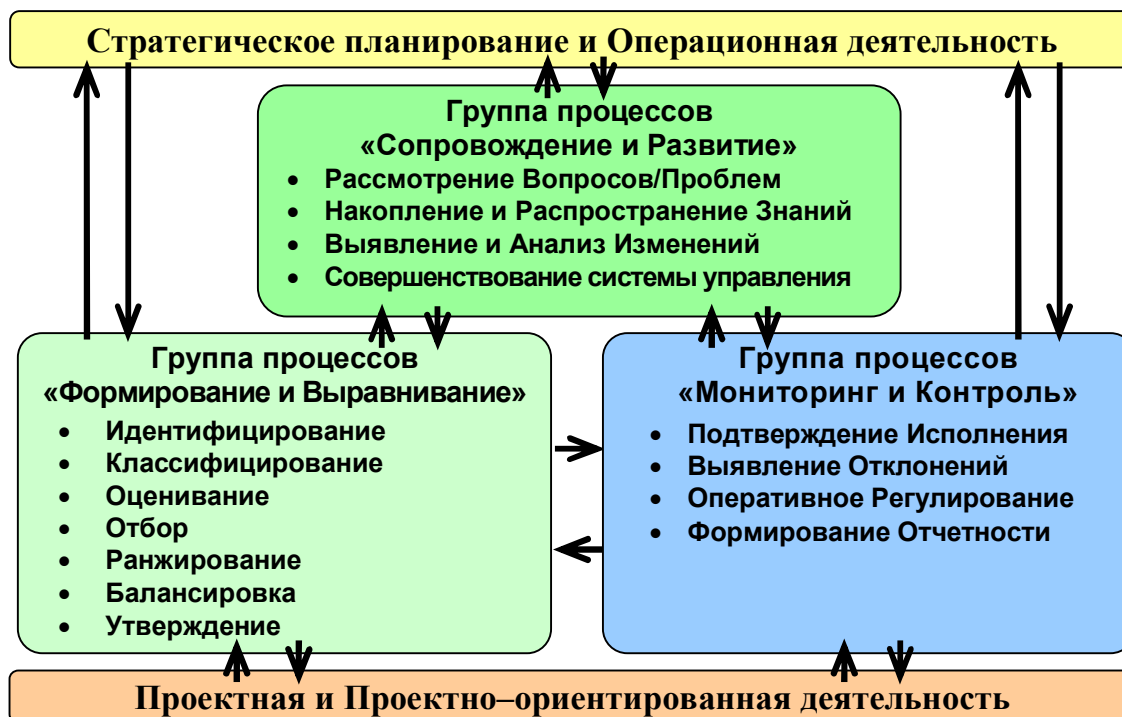 Стратегическое планирование и Операционная деятельность
Группа процессов
«Сопровождение и Развитие»
• Рассмотрение Вопросов/Проблем
• Накопление и Распространение Знаний
• Выявление и Анализ Изменений
• Совершенствование системы управления
Группа процессов
«Формирование и Выравнивание»
• Идентифицирование
• Классифицирование
• Оценивание
• Отбор
• Ранжирование
• Балансировка
• Утверждение
Группа процессов
«Мониторинг и Контроль»
• Подтверждение Исполнения
• Выявление Отклонений
• Оперативное Регулирование
• Формирование Отчетности
Проектная и Проектно–ориентированная деятельность